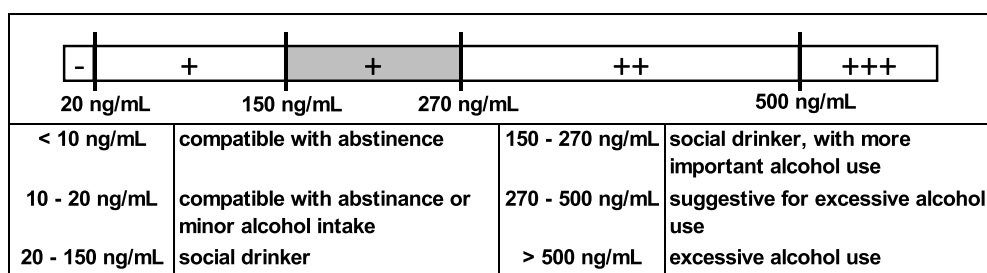 - + + ++ +++
20 ng/mL 150 ng/mL 270 ng/mL 500 ng/mL
< 10 ng/mL compatible with abstinence
10 - 20 ng/mL compatible with abstinance or
minor alcohol intake
20 - 150 ng/mL social drinker
150 - 270 ng/mL social drinker, with more
important alcohol use
270 - 500 ng/mL suggestive for excessive alcohol
use
> 500 ng/mL excessive alcohol use